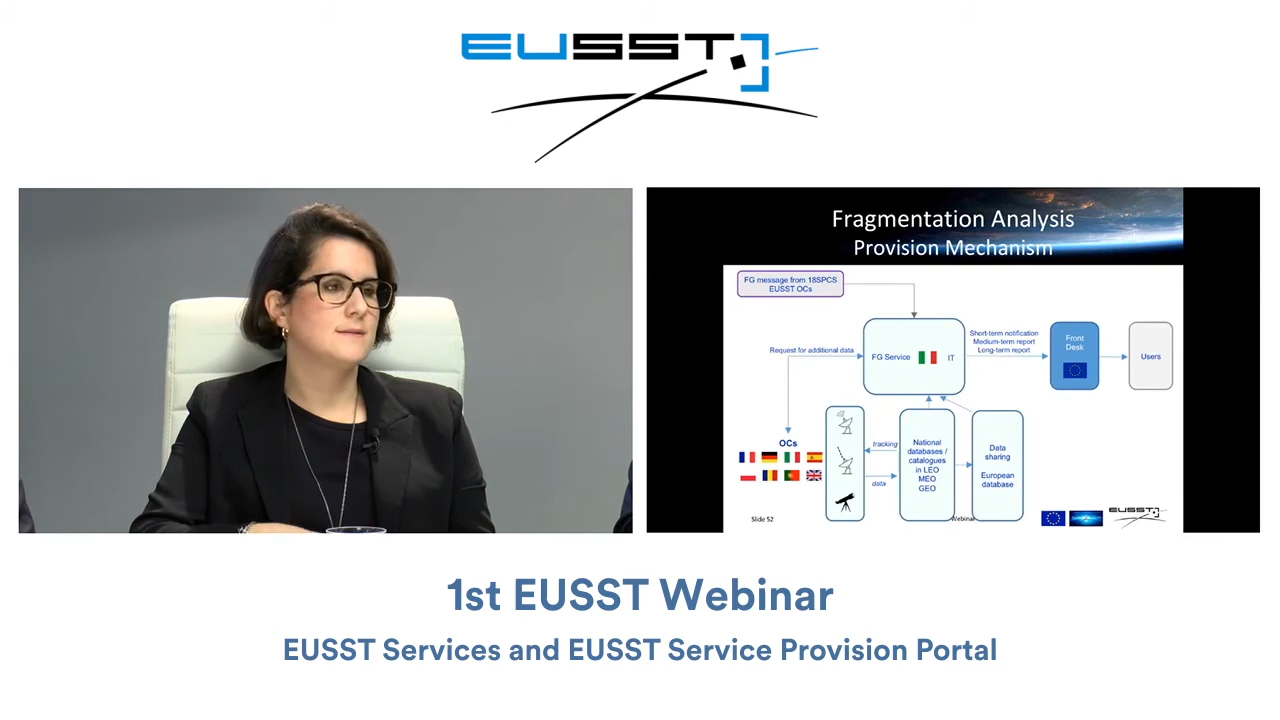 EUSST
Fragmentation Analysis
Provision Mechanism
FG message from 18SPCS
EUSST OCs
Request for additional data
FG Service
IT
Short-term notification
Medium-term report
Long-term report
Front
Desk
Users
OCs
tracking
data
National
databases /
catalogues
in LEO
MEO
GEO
Data
sharing
European
database
Slide 52
Webinar
EUSST
1st EUSST Webinar
EUSST Services and EUSST Service Provision Portal